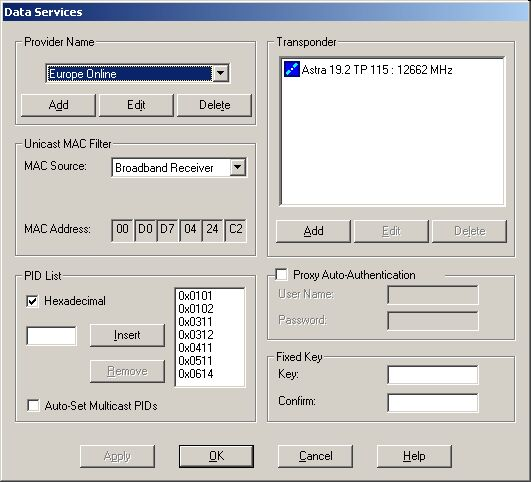 Data Services
Provider Name
Europe Online
Add Edit Delete
Unicast MAC Filter
MAC Source: Broadband Receiver
MAC Address: 00 D0 D7 04 24 C2
PID List
Hexadecimal
Insert
Remove
0x0101
0x0102
0x0311
0x0312
0x0411
0x0511
0x0614
Auto-Set Multicast PIDs
Transponder
Astra 19.2 TP 115 : 12662 MHz
Add Edit Delete
Proxy Auto-Authentication
User Name:
Password:
Fixed Key
Key:
Confirm:
Apply OK Cancel Help